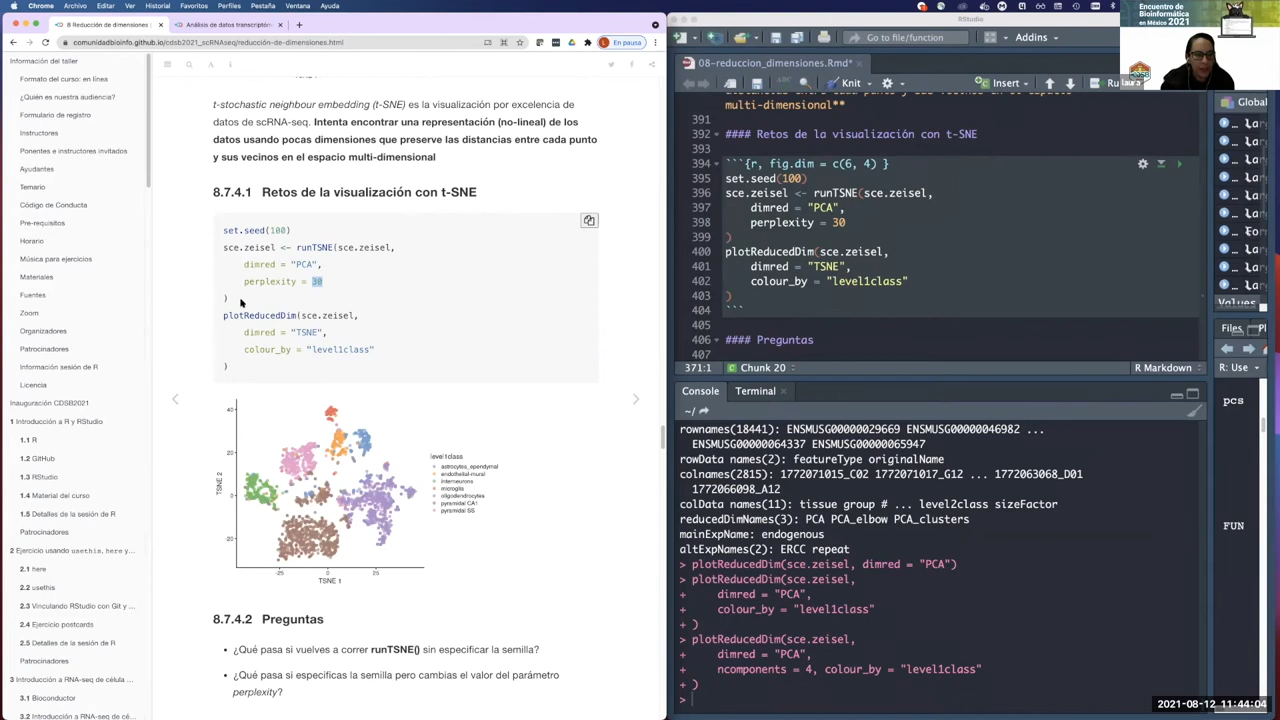 Chrome Archivo Editar Ver Historial Favoritos Perfiles Pestaña Ventana Ayuda
8 Reducción de dimensiones
Análisis de datos transcriptóm
comunidadbioinfo.github.io/cdsb2021_scRNAseq/reducción-de-dimensiones.html
En pausa
Información del taller
Formato del curso: en línea
¿Quién es nuestra audiencia?
Formulario de registro
Instructores
Ponentes e instructores invitados
Ayudantes
Temario
Código de Conducta
Pre-requisitos
Horario
Música para ejercicios
Materiales
Fuentes
Zoom
Organizadores
Patrocinadores
Información sesión de R
Licencia
Inauguración CDSB2021
1 Introducción a R y RStudio
1.1 R
1.2 GitHub
1.3 RStudio
1.4 Material del curso
1.5 Detalles de la sesión de R
Patrocinadores
2 Ejercicio usando usethis, here y...
2.1 here
2.2 usethis
2.3 Vinculando RStudio con Git y ...
2.4 Ejercicio postcards
2.5 Detalles de la sesión de R
Patrocinadores
3 Introducción a RNA-seq de célula ...
3.1 Bioconductor
3.2 Introducción a RNA-seq de cé...
t-stochastic neighbour embedding (t-SNE) es la visualización por excelencia de
datos de scRNA-seq. Intenta encontrar una representación (no-lineal) de los
datos usando pocas dimensiones que preserve las distancias entre cada punto
y sus vecinos en el espacio multi-dimensional
8.7.4.1 Retos de la visualización con t-SNE
set.seed(100)
sce.zeisel <- runTSNE(sce.zeisel,
dimred = "PCA",
perplexity = 30
)
plotReducedDim(sce.zeisel,
dimred = "TSNE",
colour_by = "level1class"
)
40
20
0
-20
TSNE 2
-25 0 25
TSNE 1
level1class
astrocytes_ependymal
endothelial-mural
interneurons
microglia
oligodendrocytes
pyramidal CA1
pyramidal SS
8.7.4.2 Preguntas
• ¿Qué pasa si vuelves a correr runTSNE() sin especificar la semilla?
• ¿Qué pasa si especificas la semilla pero cambias el valor del parámetro
perplexity?
RStudio
Go to file/function
Addins
08-reduccion_dimensiones.Rmd*
Knit
Insert
Ru
multi-dimensional**
391
392 #### Retos de la visualización con t-SNE
393
394 ```{r, fig.dim = c(6, 4) }
395 set.seed(100)
396 sce.zeisel <- runTSNE(sce.zeisel,
397 dimred = "PCA",
398 perplexity = 30
399 )
400 plotReducedDim(sce.zeisel,
401 dimred = "TSNE",
402 colour_by = "level1class"
403 )
404 ```
405
406 #### Preguntas
407
371:1 Chunk 20 R Markdown
Console Terminal
~/
rownames(18441): ENSMUSG00000029669 ENSMUSG00000046982 ...
ENSMUSG00000064337 ENSMUSG00000065947
rowData names(2): featureType originalName
colnames(2815): 1772071015_C02 1772071017_G12 ... 1772063068_D01
1772066098_A12
colData names(11): tissue group # ... level2class sizeFactor
reducedDimNames(3): PCA PCA_elbow PCA_clusters
mainExpName: endogenous
altExpNames(2): ERCC repeat
> plotReducedDim(sce.zeisel, dimred = "PCA")
> plotReducedDim(sce.zeisel,
+ dimred = "PCA",
+ colour_by = "level1class"
+ )
> plotReducedDim(sce.zeisel,
+ dimred = "PCA",
+ ncomponents = 4, colour_by = "level1class"
+ )
>
Global
Values
Files
R: Use
pcs
FUN
Encuentro de
Bioinformática
en México 2021
2021-08-12 11:44:04